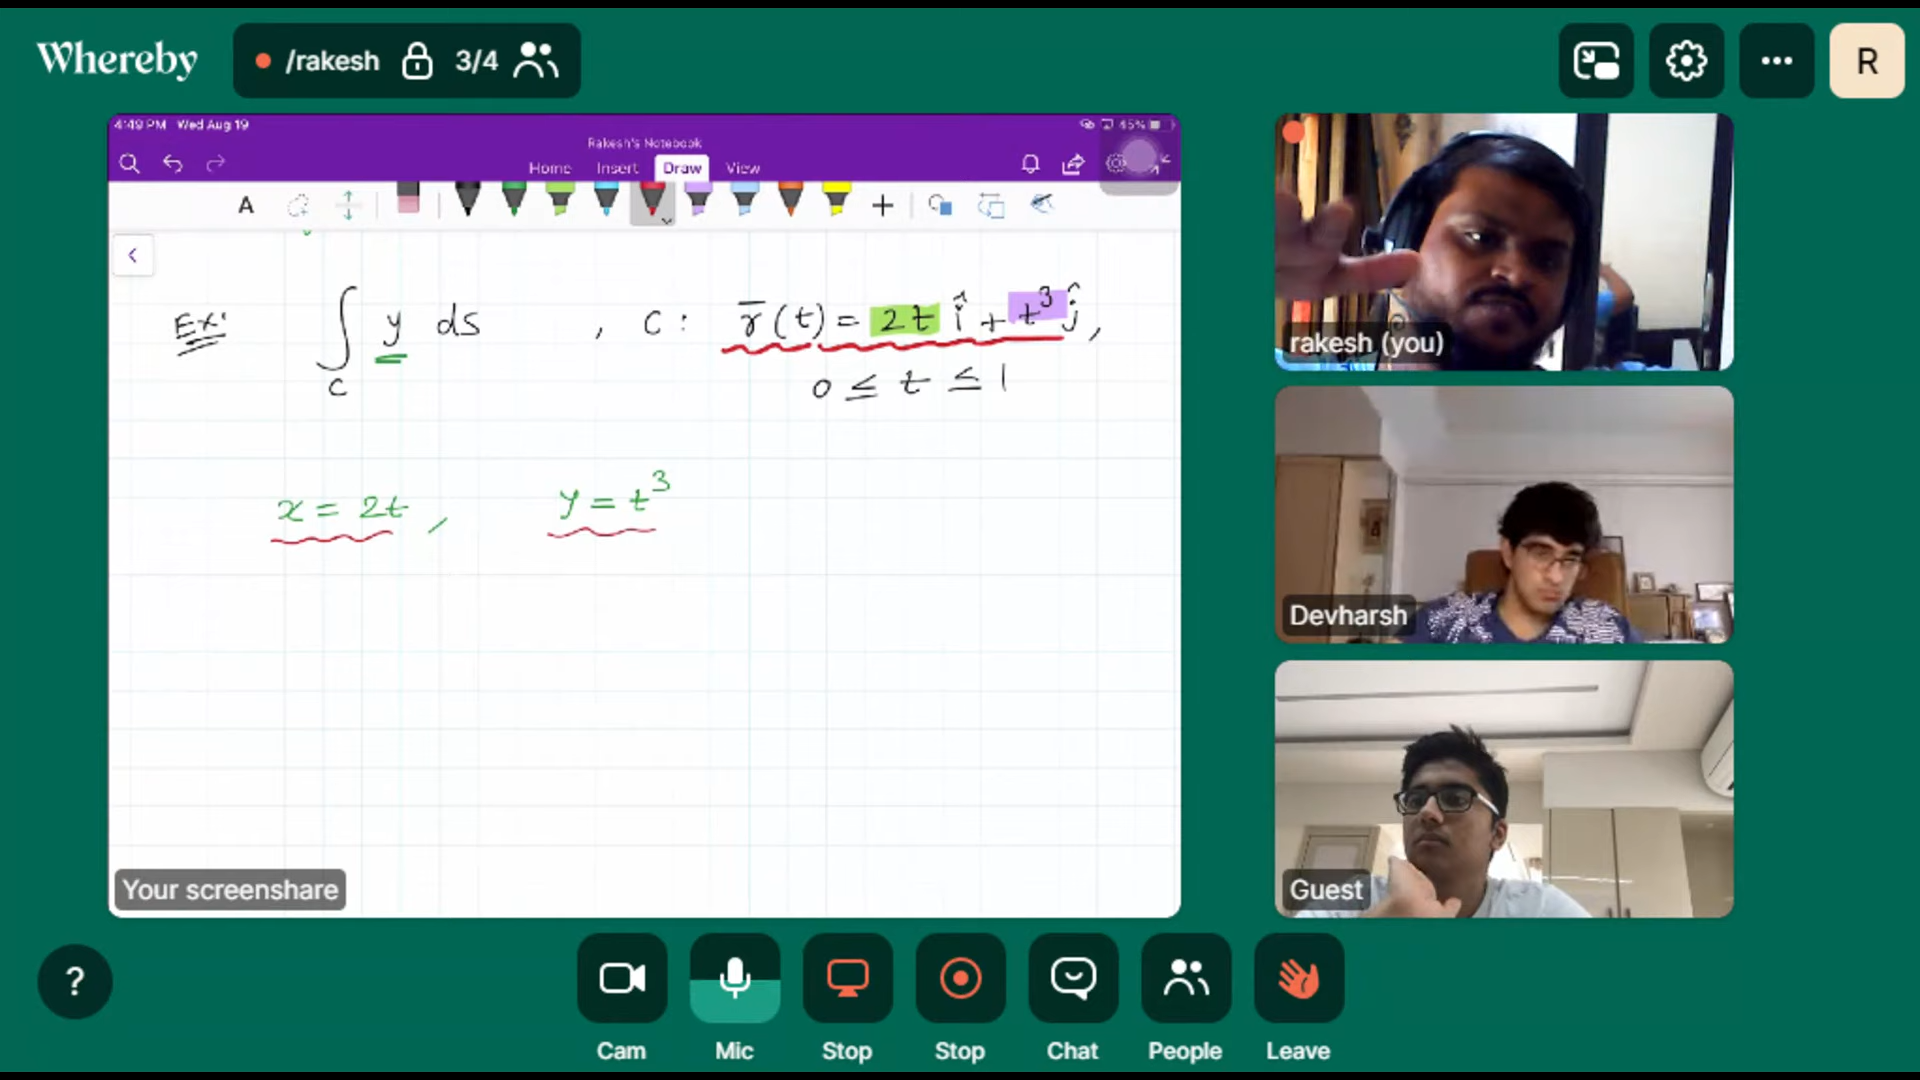 Whereby
/rakesh 3/4
R
4:49 PM Wed Aug 19
45%
Rakesh's Notebook
Home Insert Draw View
A
Ex:
∫_C y ds , C : r̅(t) = 2t î + t³ ĵ ,
0 ≤ t ≤ 1
x = 2t , y = t³
Your screenshare
rakesh (you)
Devharsh
Guest
?
Cam Mic Stop Stop Chat People Leave